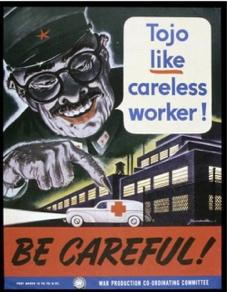 Tojo
like
careless
worker!
BE CAREFUL!
WAR PRODUCTION CO-ORDINATING COMMITTEE